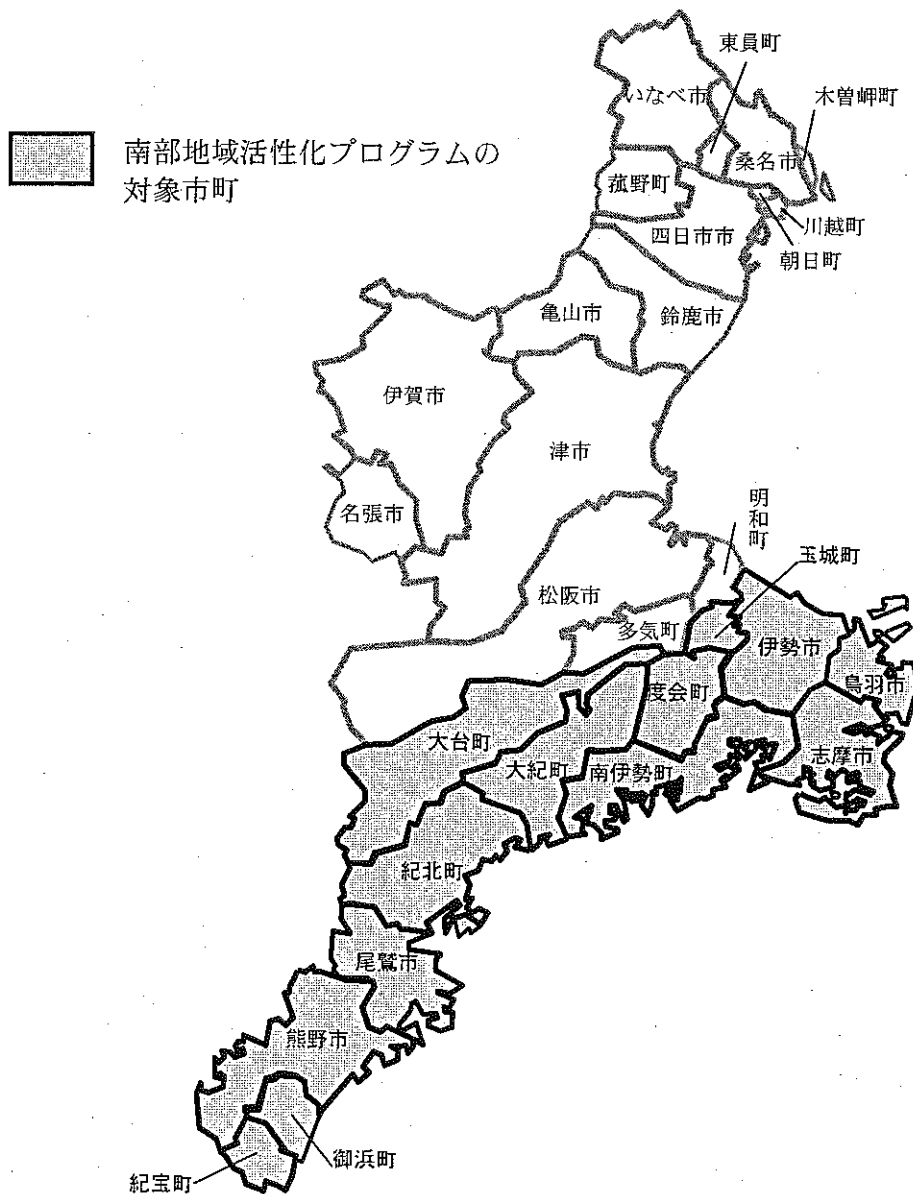 南部地域活性化プログラムの
対象市町
東員町
いなべ市
木曽岬町
桑名市
菰野町
川越町
四日市市
朝日町
亀山市
鈴鹿市
伊賀市
津市
名張市
明和町
玉城町
松阪市
多気町
伊勢市
度会町
鳥羽市
大台町
志摩市
大紀町
南伊勢町
紀北町
尾鷲市
熊野市
御浜町
紀宝町